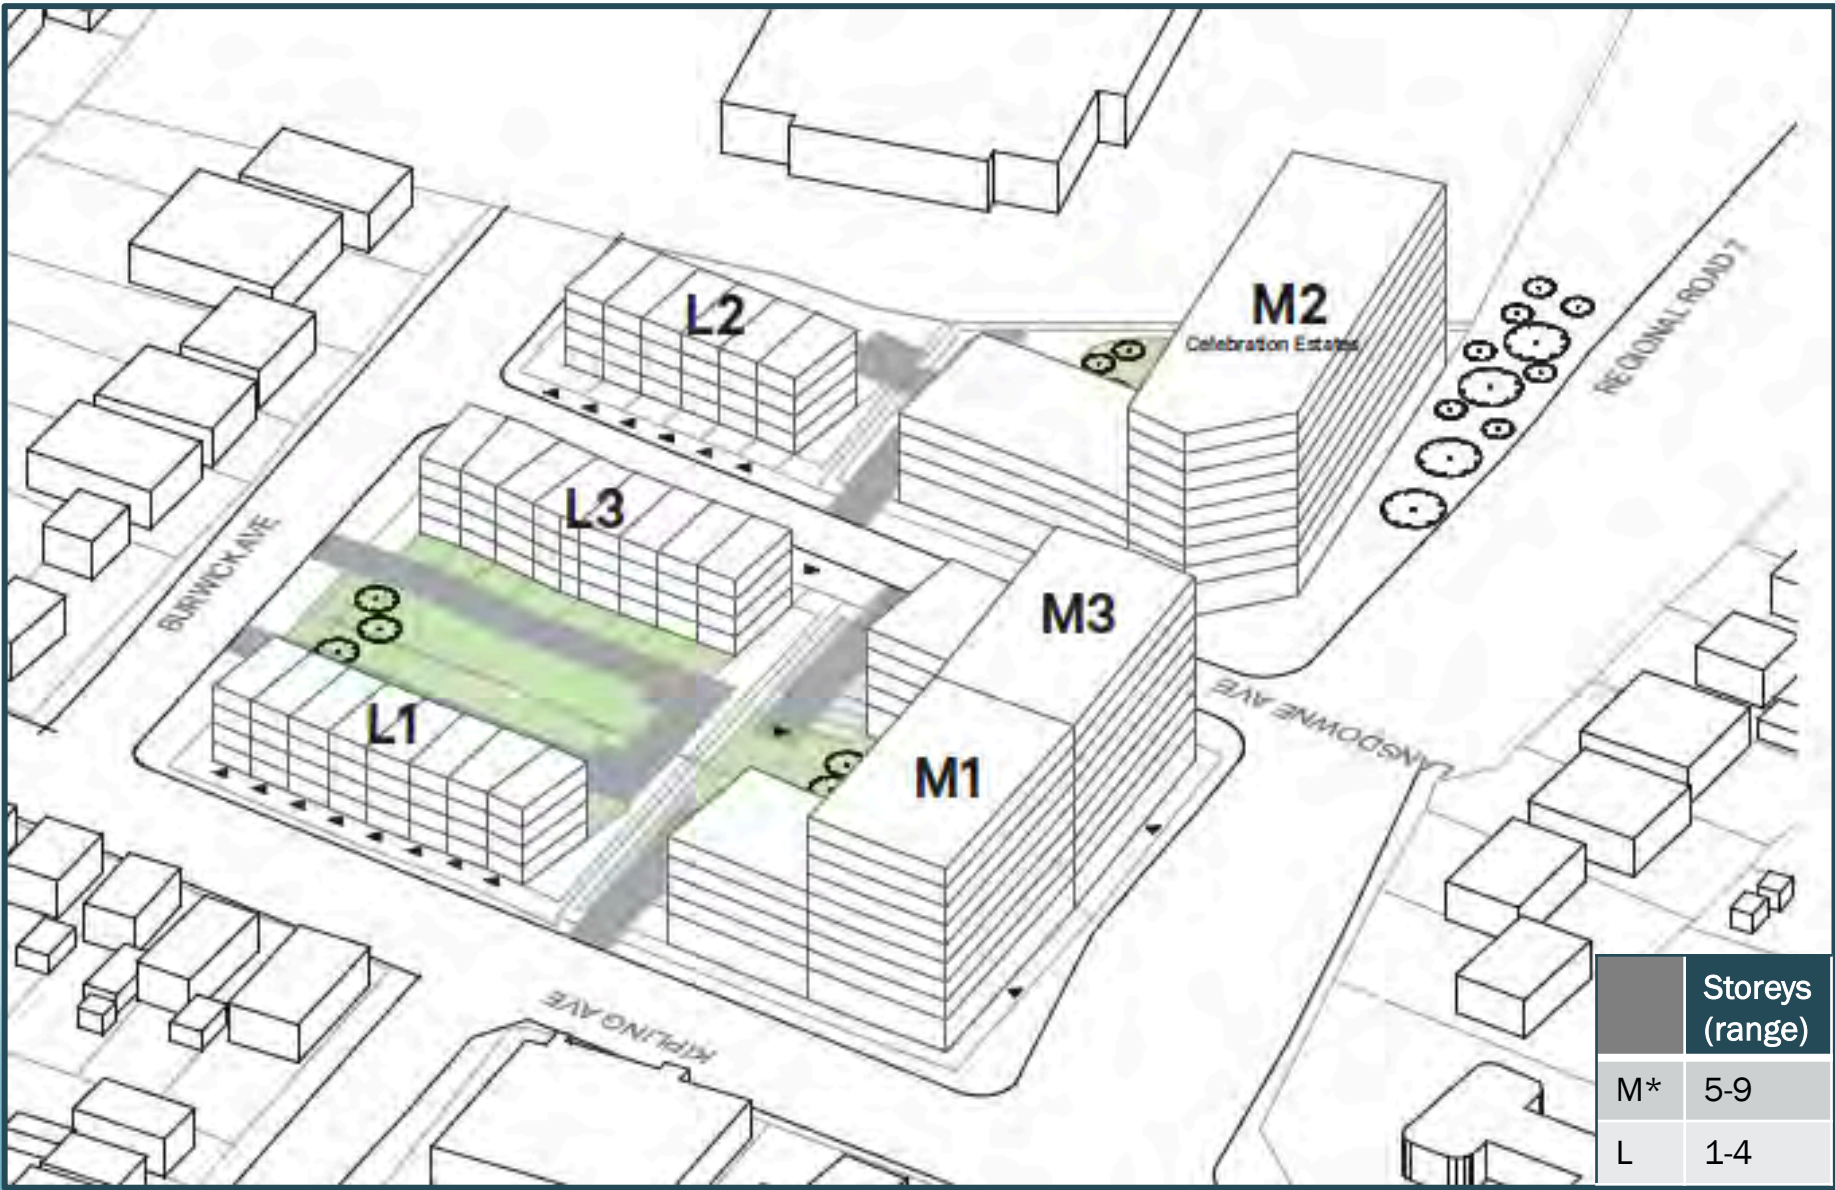 M2
Celebration Estates
L2
REGIONAL ROAD 7
L3
BURWICK AVE
M3
LANSDOWNE AVE
L1
M1
KIPLING AVE
Storeys
(range)
M* 5-9
L 1-4